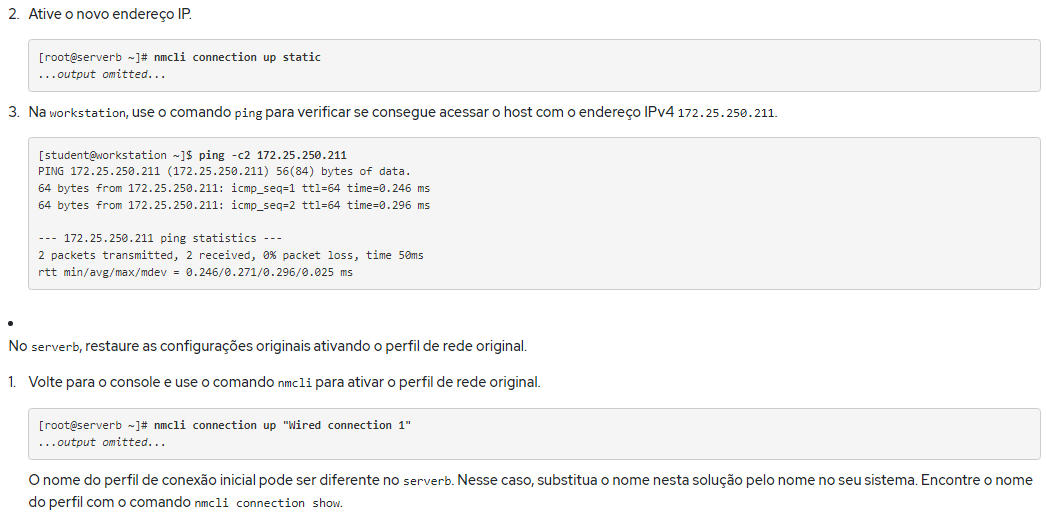 2. Ative o novo endereço IP.
[root@serverb ~]# nmcli connection up static
...output omitted...
3. Na workstation, use o comando ping para verificar se consegue acessar o host com o endereço IPv4 172.25.250.211.
[student@workstation ~]$ ping -c2 172.25.250.211
PING 172.25.250.211 (172.25.250.211) 56(84) bytes of data.
64 bytes from 172.25.250.211: icmp_seq=1 ttl=64 time=0.246 ms
64 bytes from 172.25.250.211: icmp_seq=2 ttl=64 time=0.296 ms
--- 172.25.250.211 ping statistics ---
2 packets transmitted, 2 received, 0% packet loss, time 50ms
rtt min/avg/max/mdev = 0.246/0.271/0.296/0.025 ms
•
No serverb, restaure as configurações originais ativando o perfil de rede original.
1. Volte para o console e use o comando nmcli para ativar o perfil de rede original.
[root@serverb ~]# nmcli connection up "Wired connection 1"
...output omitted...
O nome do perfil de conexão inicial pode ser diferente no serverb. Nesse caso, substitua o nome nesta solução pelo nome no seu sistema. Encontre o nome
do perfil com o comando nmcli connection show.